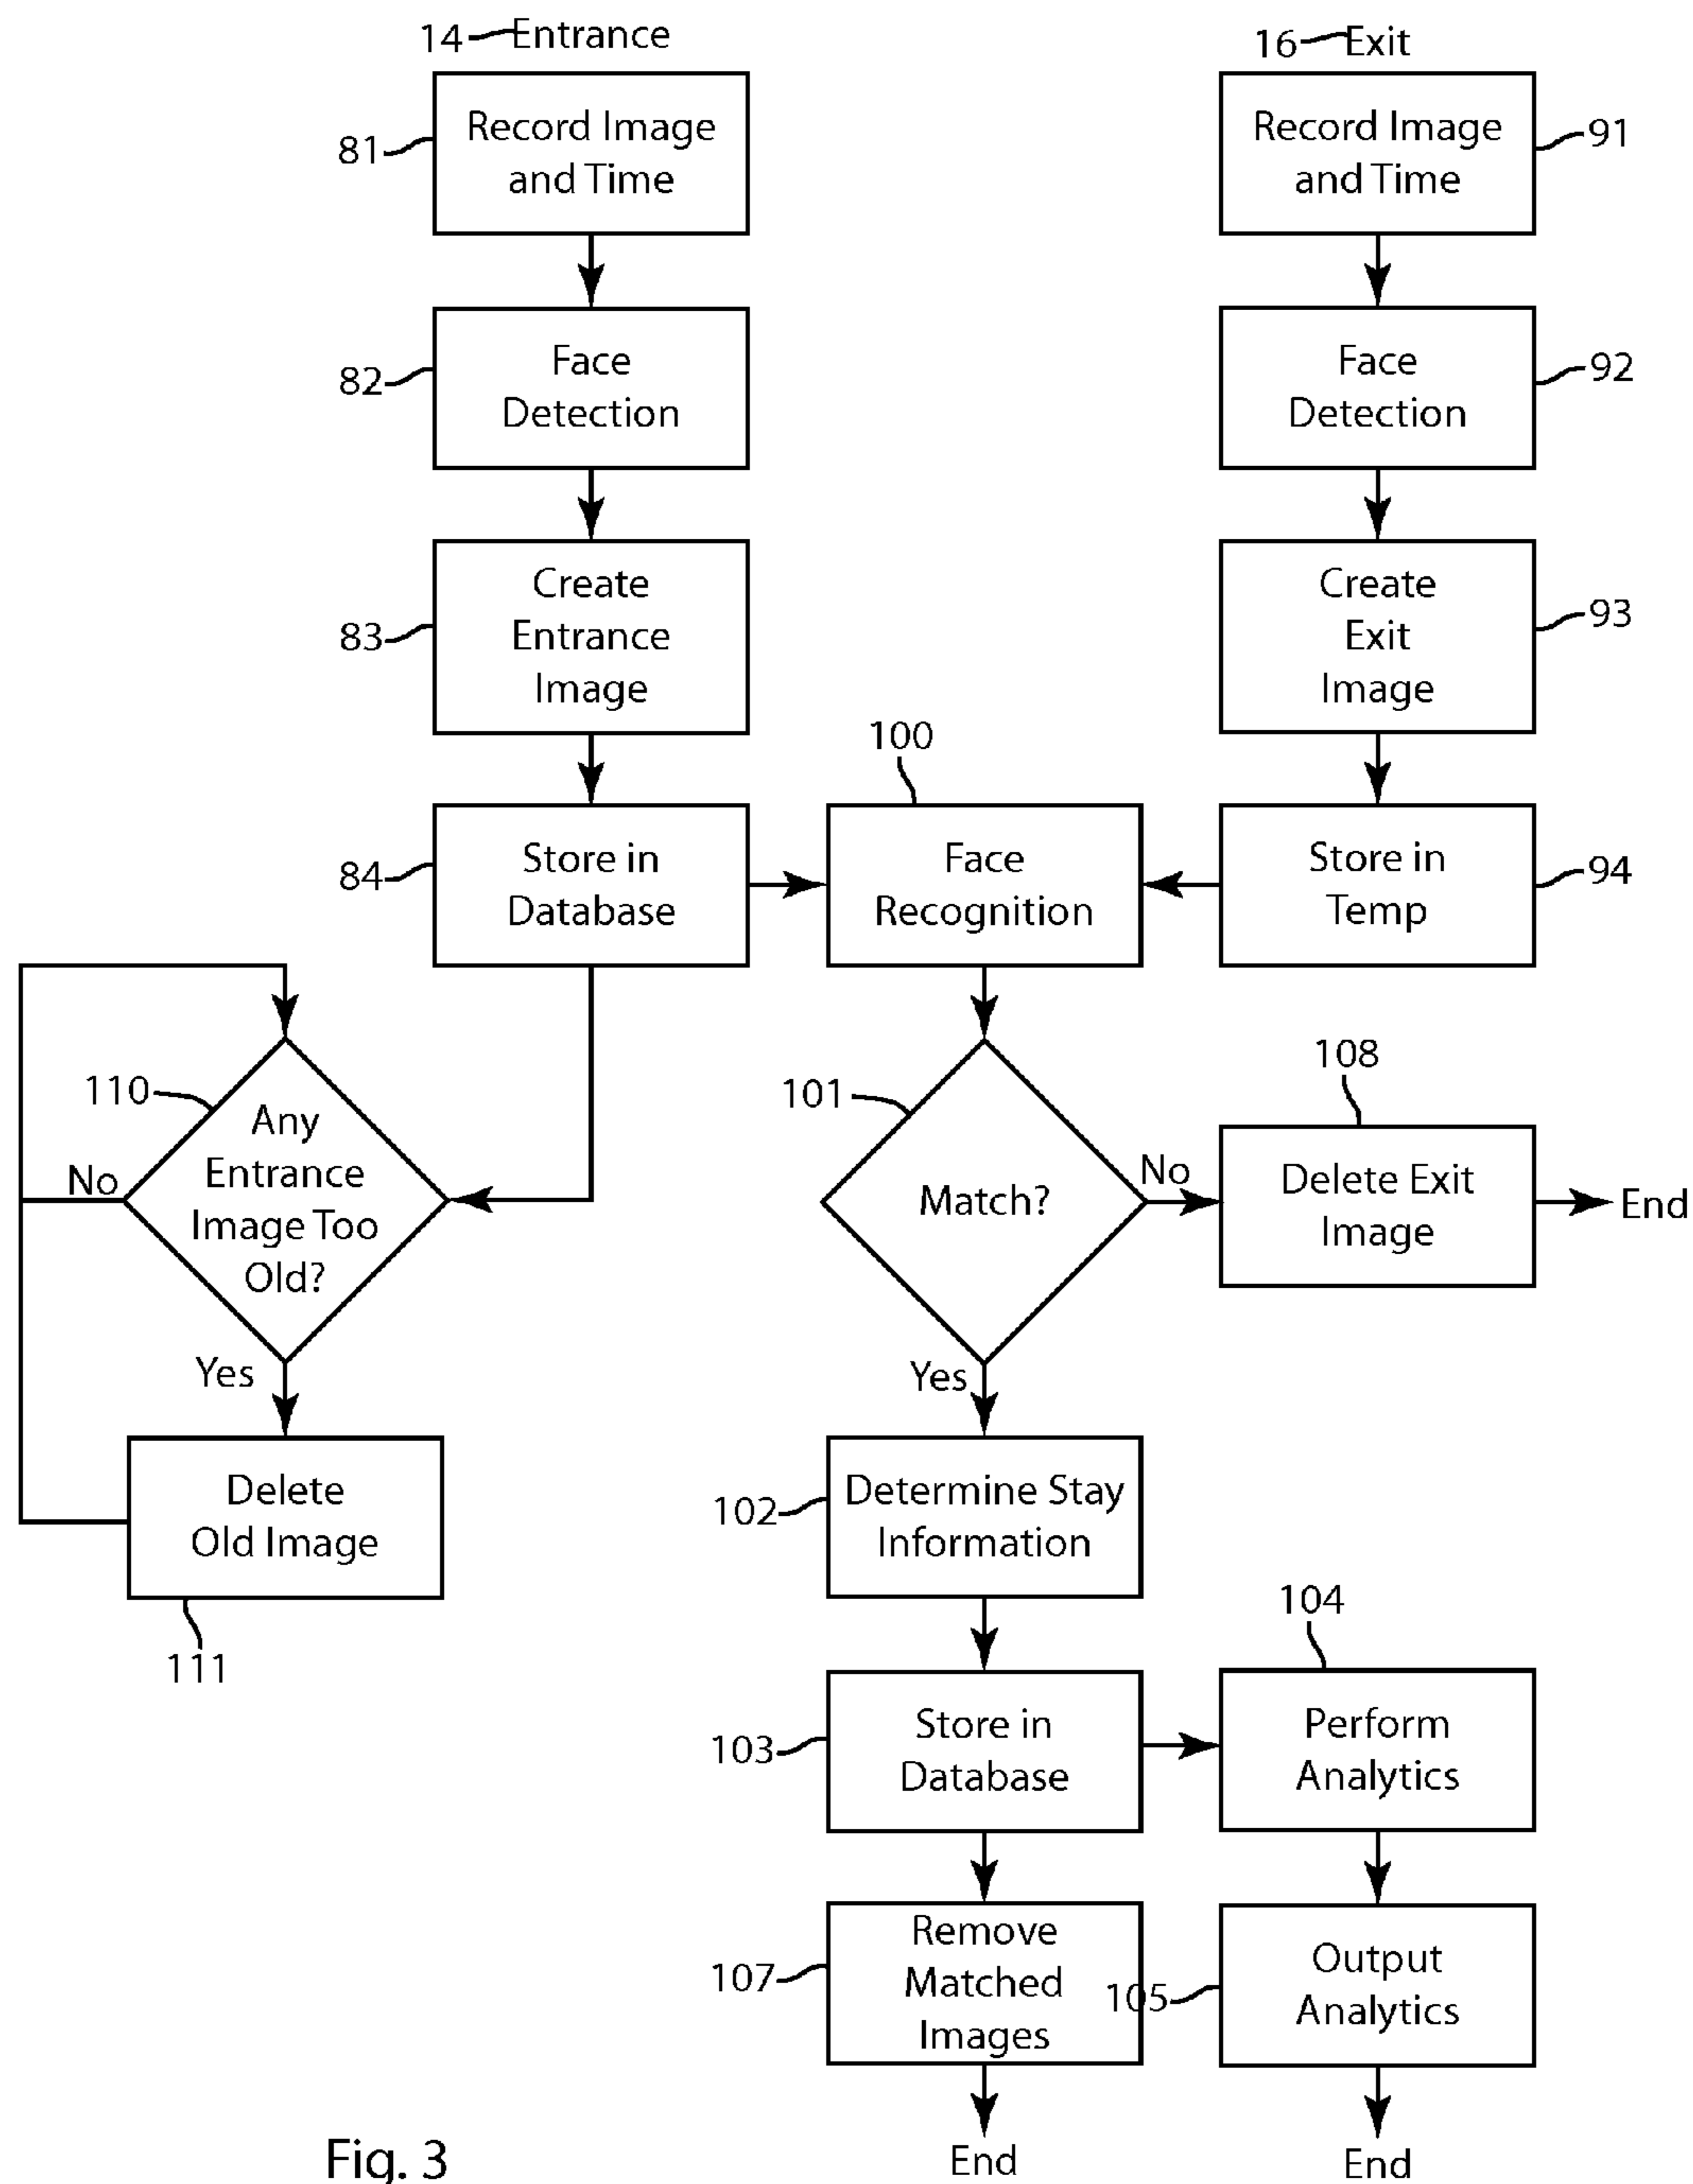 14 Entrance
16 Exit
81
Record Image
and Time
Record Image
and Time
91
82
Face
Detection
Face
Detection
92
83
Create
Entrance
Image
Create
Exit
Image
93
100
84
Store in
Database
Face
Recognition
Store in
Temp
94
110
Any
Entrance
Image Too
Old?
No
Yes
101
Match?
No
Yes
108
Delete Exit
Image
End
Delete
Old Image
111
102
Determine Stay
Information
103
Store in
Database
104
Perform
Analytics
107
Remove
Matched
Images
105
Output
Analytics
End
End
Fig. 3